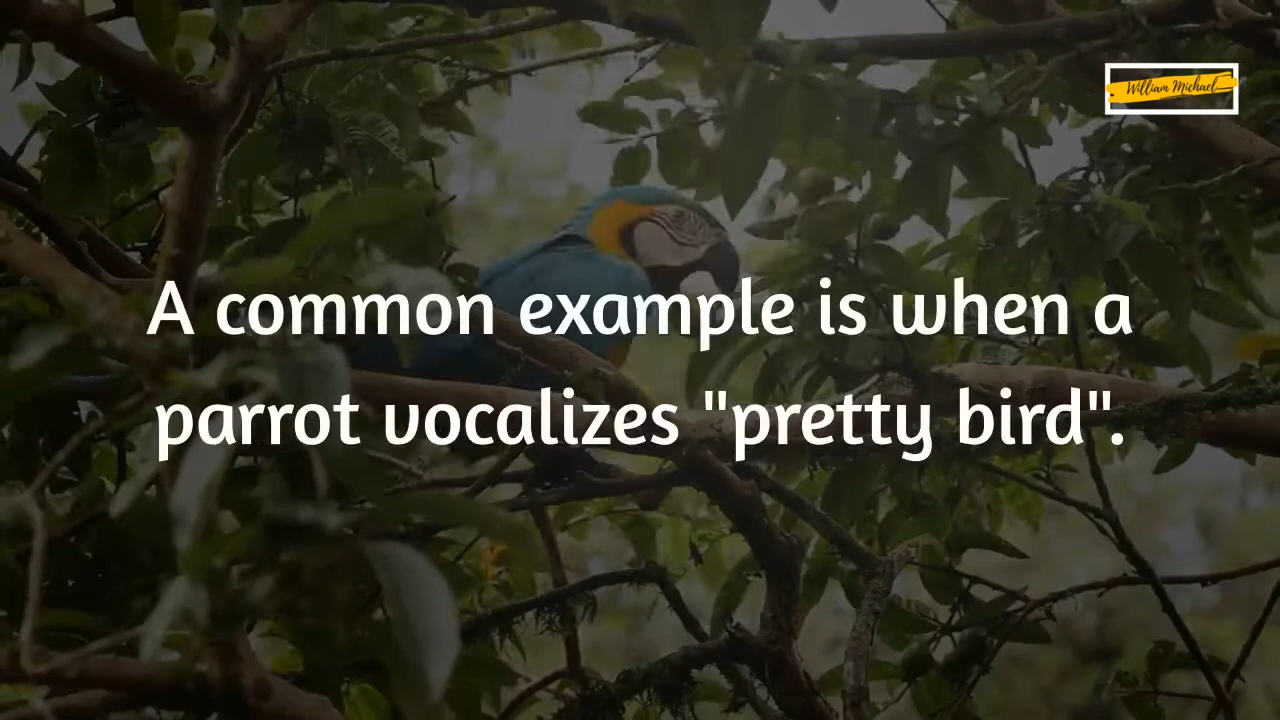 William Michael
A common example is when a
parrot vocalizes "pretty bird".